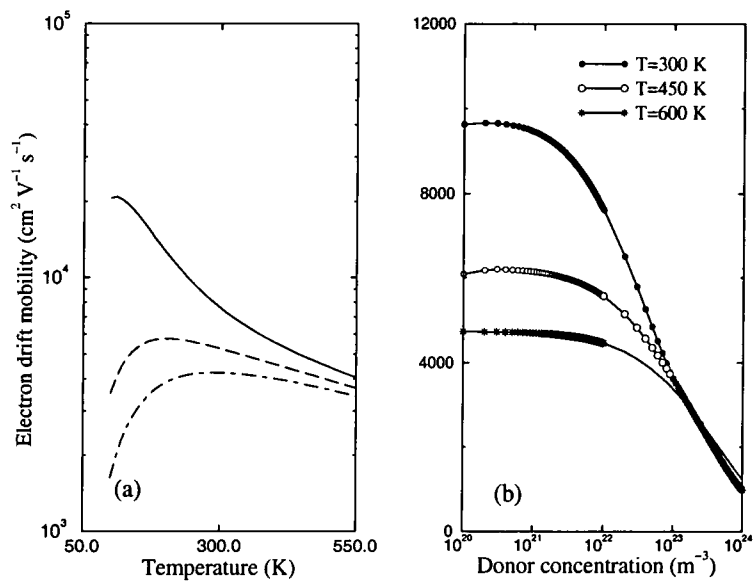 10^5
10^4
10^3
Electron drift mobility (cm^2 V^-1 s^-1)
(a)
50.0 300.0 550.0
Temperature (K)
12000
8000
4000
0
T=300 K
T=450 K
T=600 K
(b)
10^20 10^21 10^22 10^23 10^24
Donor concentration (m^-3)